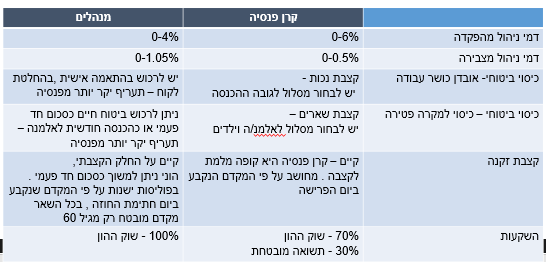 קרן פנסיה
מנהלים
דמי ניהול מהפקדה
0-6%
0-4%
דמי ניהול מצבירה
0-0.5%
0-1.05%
כיסוי ביטוחי- אובדן כושר עבודה
קצבת נכות -
יש לבחור מסלול לגובה ההכנסה
יש לרכוש בהתאמה אישית ,בהחלטת
לקוח – תעריף יקר יותר מפנסיה
כיסוי ביטוחי – כיסוי למקרה פטירה
קצבת שארים –
יש לבחור מסלול לאלמן/ה וילדים
ניתן לרכוש ביטוח חיים כסכום חד
פעמי או כהכנסה חודשית לאלמנה –
תעריף יקר יותר מפנסיה
קצבת זקנה
קיים – קרן פנסיה היא קופה מלמת
לקצבה . מחושב על פי המקדם הנקבע
ביום הפרישה
קיים על החלק הקצבתי,
הוני ניתן למשוך כסכום חד פעמי .
בפוליסות ישנות על פי המקדם שנקבע
ביום חתימת החוזה , בכל השאר
מקדם מובטח רק מגיל 60
השקעות
70% - שוק ההון
30% - תשואה מובטחת
100% - שוק ההון